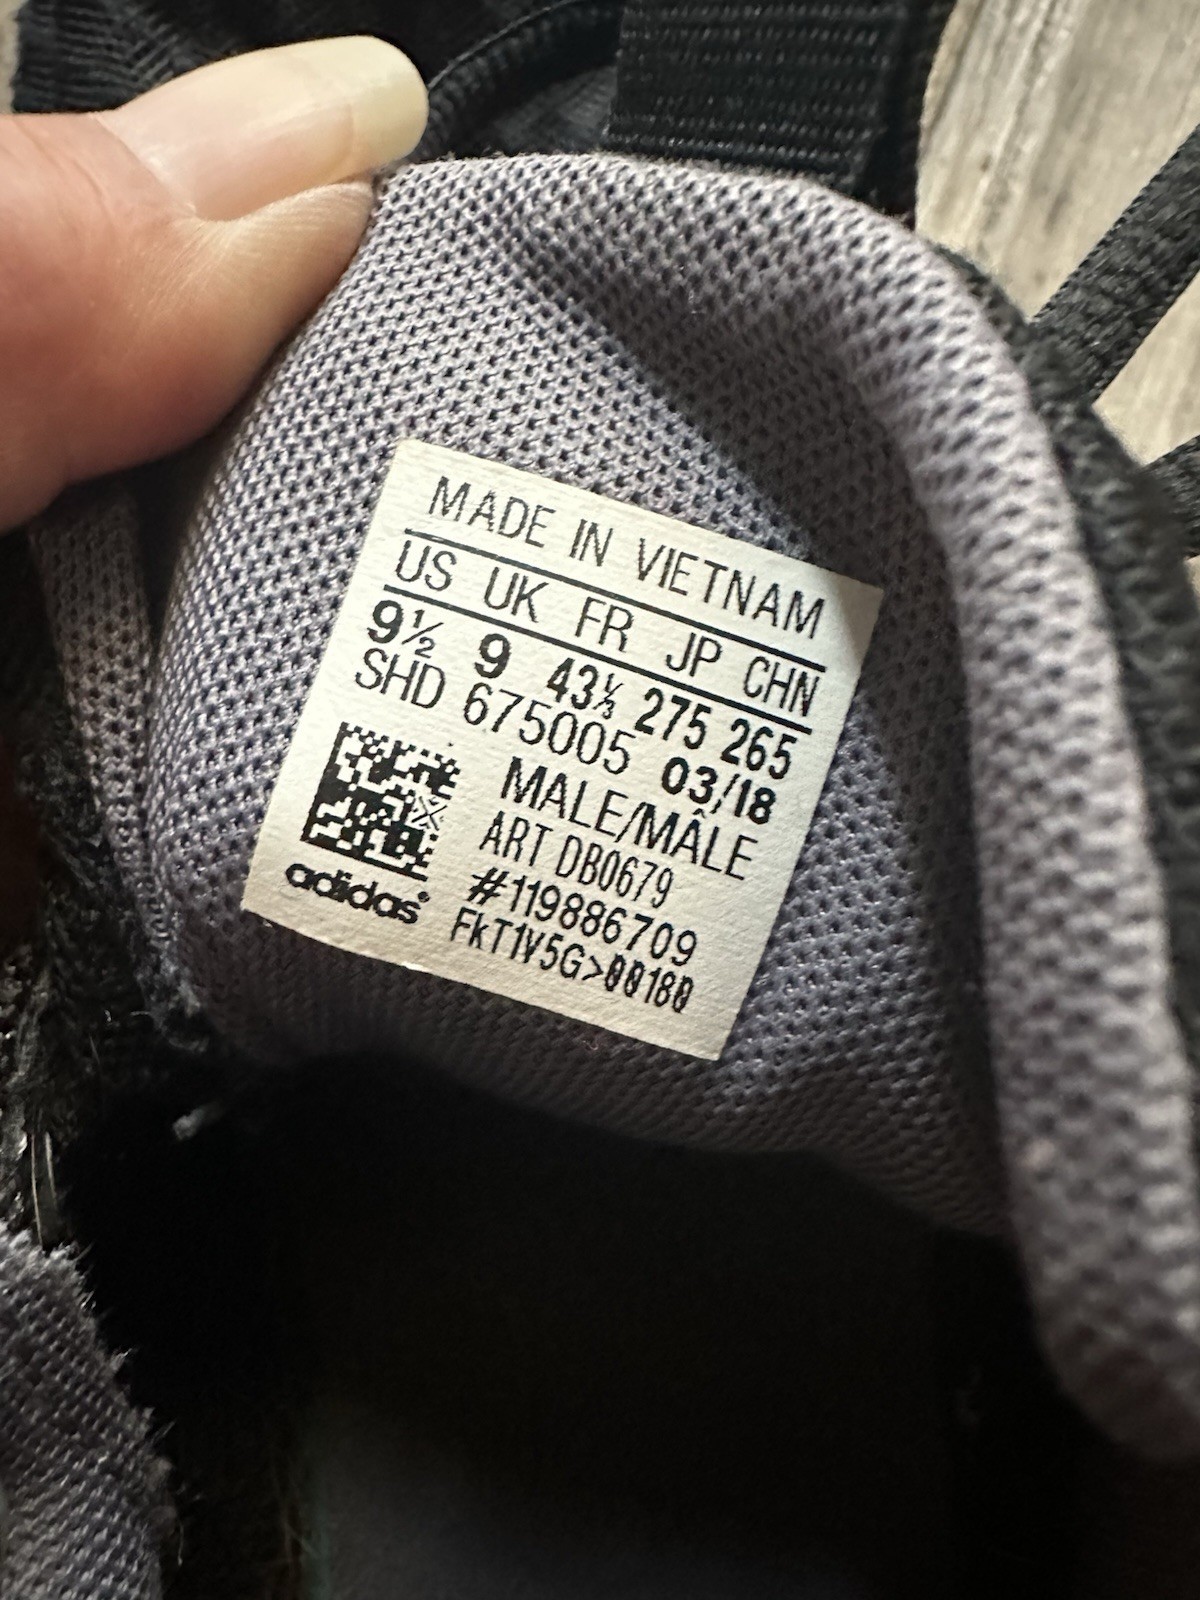 MADE IN VIETNAM
US UK FR JP CHN
9½ 9 43⅓ 275 265
SHD 675005 03/18
MALE/MÂLE
ART DB0679
#119886709
FkT1V5G>00180
adidas®